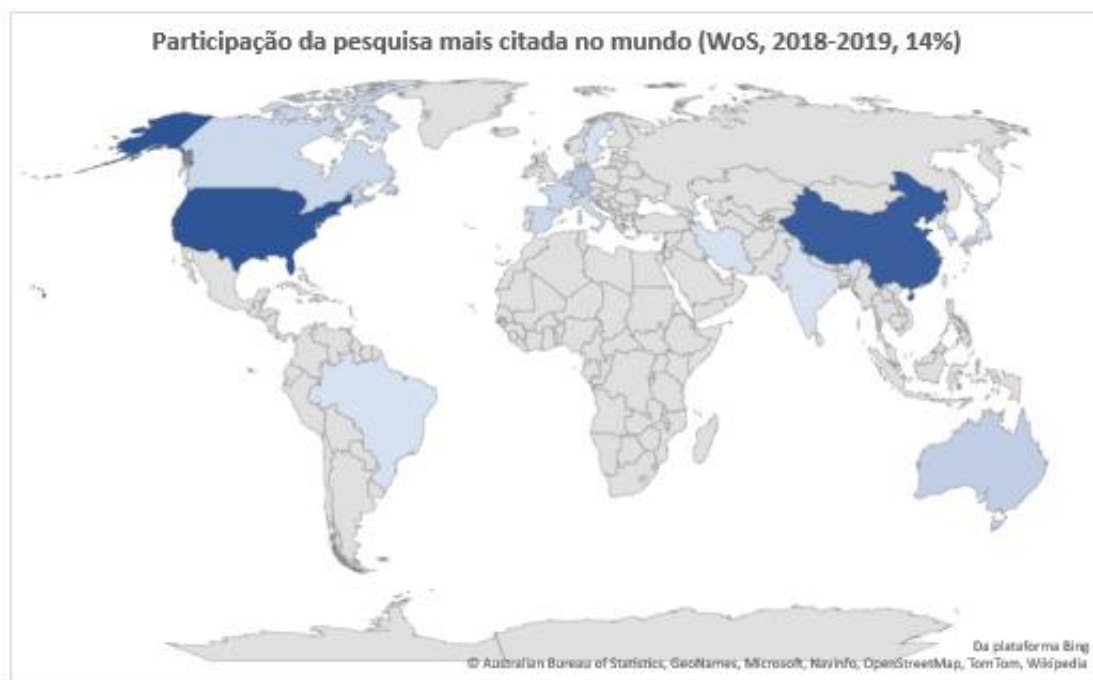 Participação da pesquisa mais citada no mundo (WoS, 2018-2019, 14%)
Da plataforma Bing
© Australian Bureau of Statistics, GeoNames, Microsoft, Navinfo, OpenStreetMap, TomTom, Wikipedia